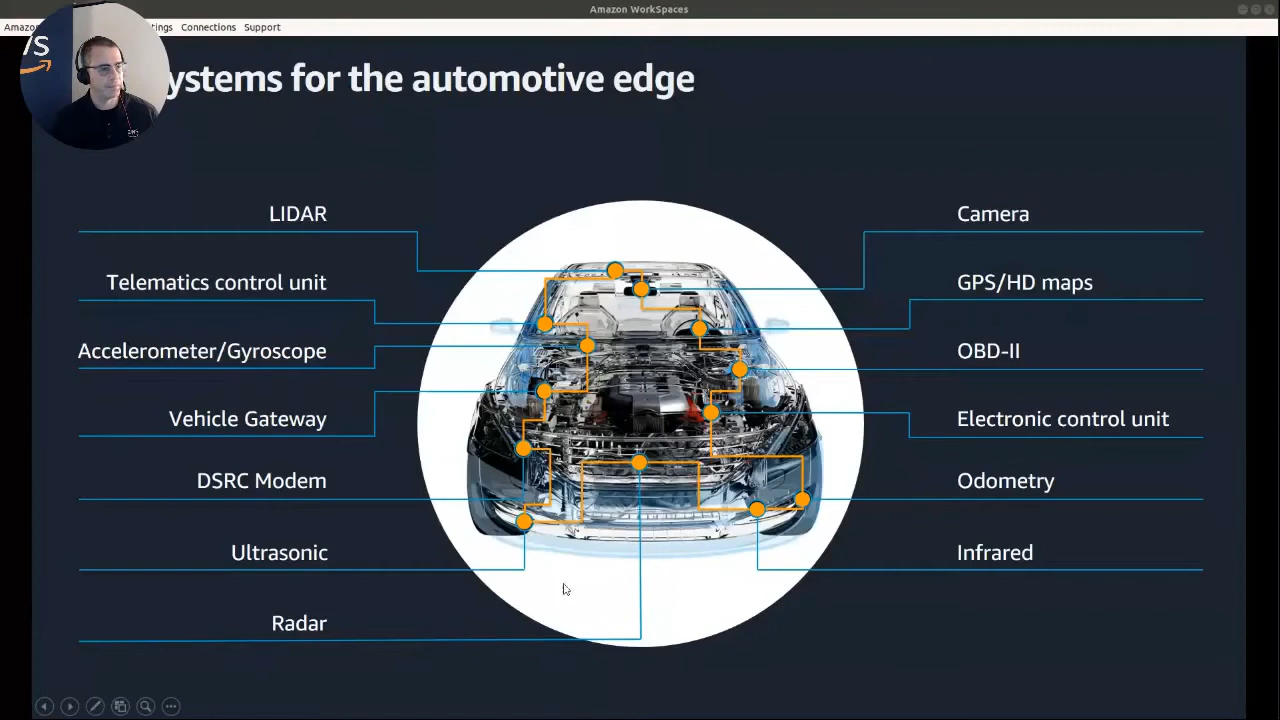 Amazon WorkSpaces
Connections Support
systems for the automotive edge
LIDAR
Camera
Telematics control unit
GPS/HD maps
Accelerometer/Gyroscope
OBD-II
Vehicle Gateway
Electronic control unit
DSRC Modem
Odometry
Ultrasonic
Infrared
Radar